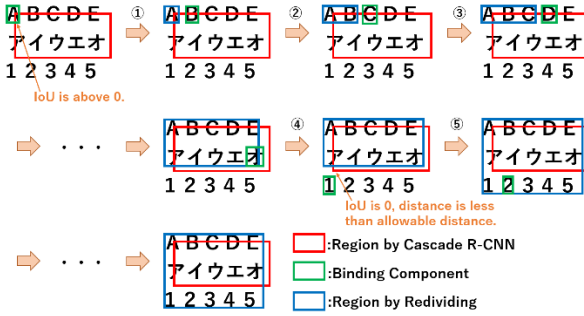 A B C D E
アイウエオ
1 2 3 4 5
IoU is above 0.
①
A B C D E
アイウエオ
1 2 3 4 5
②
A B C D E
アイウエオ
1 2 3 4 5
③
A B C D E
アイウエオ
1 2 3 4 5
・・・
A B C D E
アイウエオ
1 2 3 4 5
④
A B C D E
アイウエオ
1 2 3 4 5
IoU is 0, distance is less
than allowable distance.
⑤
A B C D E
アイウエオ
1 2 3 4 5
・・・
A B C D E
アイウエオ
1 2 3 4 5
:Region by Cascade R-CNN
:Binding Component
:Region by Redividing